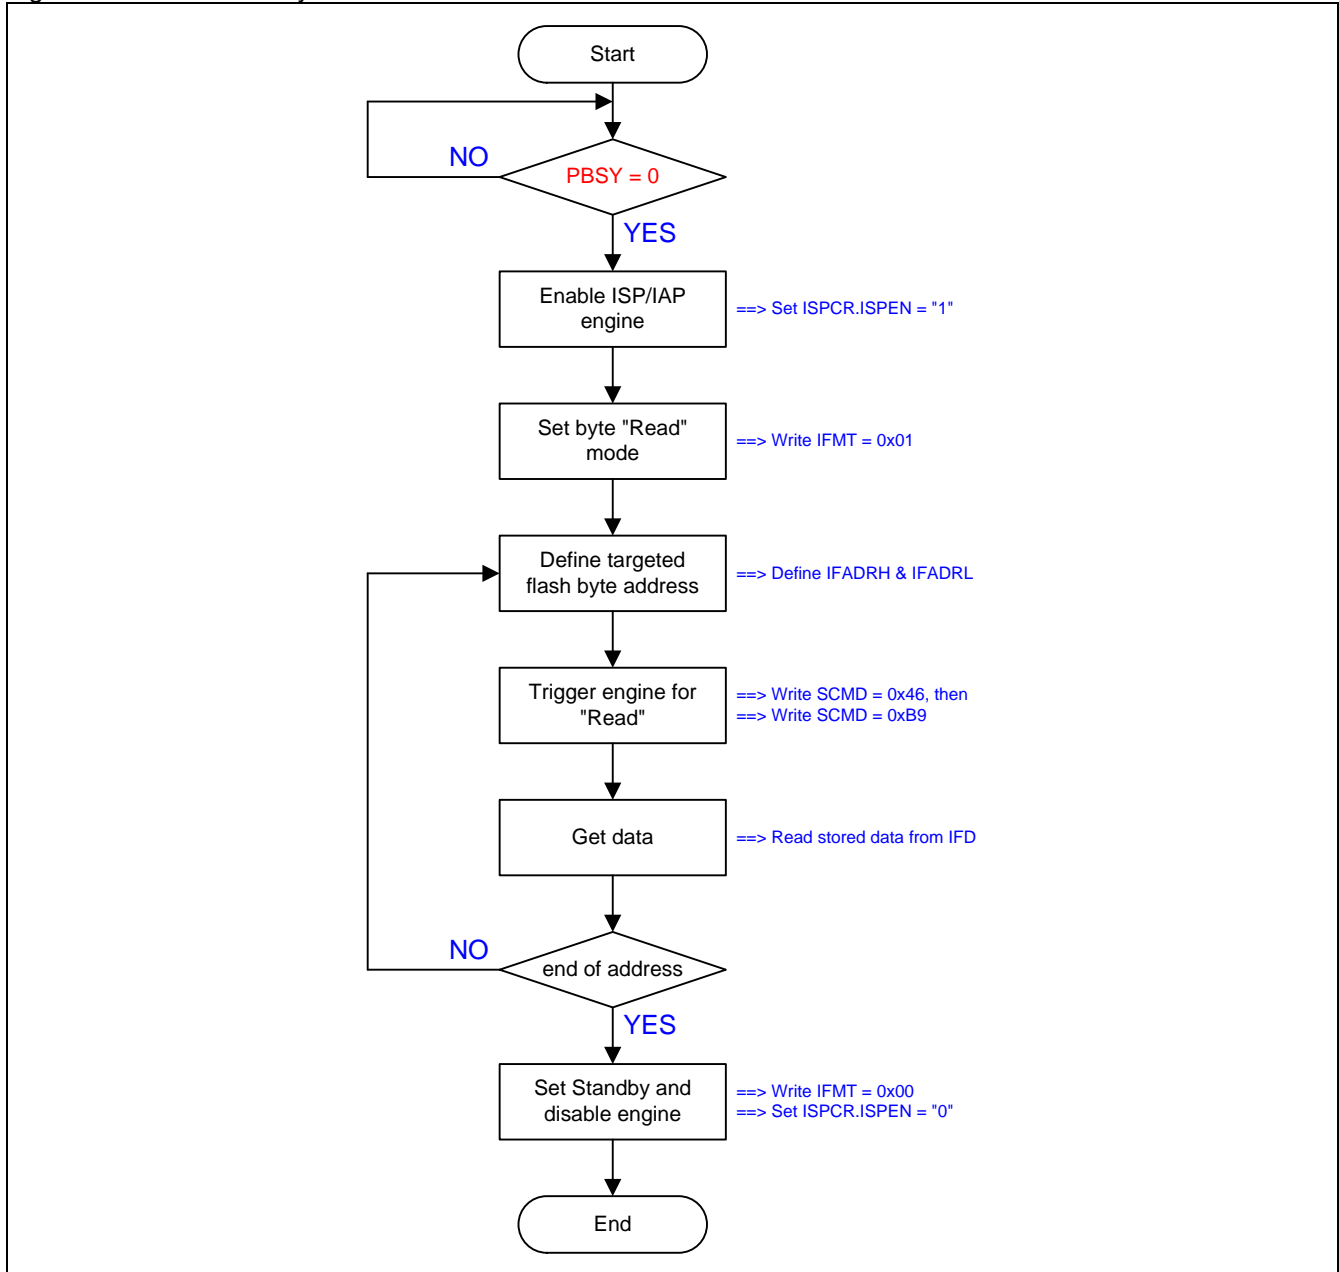 Start
NO
PBSY = 0
YES
Enable ISP/IAP
engine
==> Set ISPCR.ISPEN = "1"
Set byte "Read"
mode
==> Write IFMT = 0x01
Define targeted
flash byte address
==> Define IFADRH & IFADRL
Trigger engine for
"Read"
==> Write SCMD = 0x46, then
==> Write SCMD = 0xB9
Get data
==> Read stored data from IFD
NO
end of address
YES
Set Standby and
disable engine
==> Write IFMT = 0x00
==> Set ISPCR.ISPEN = "0"
End